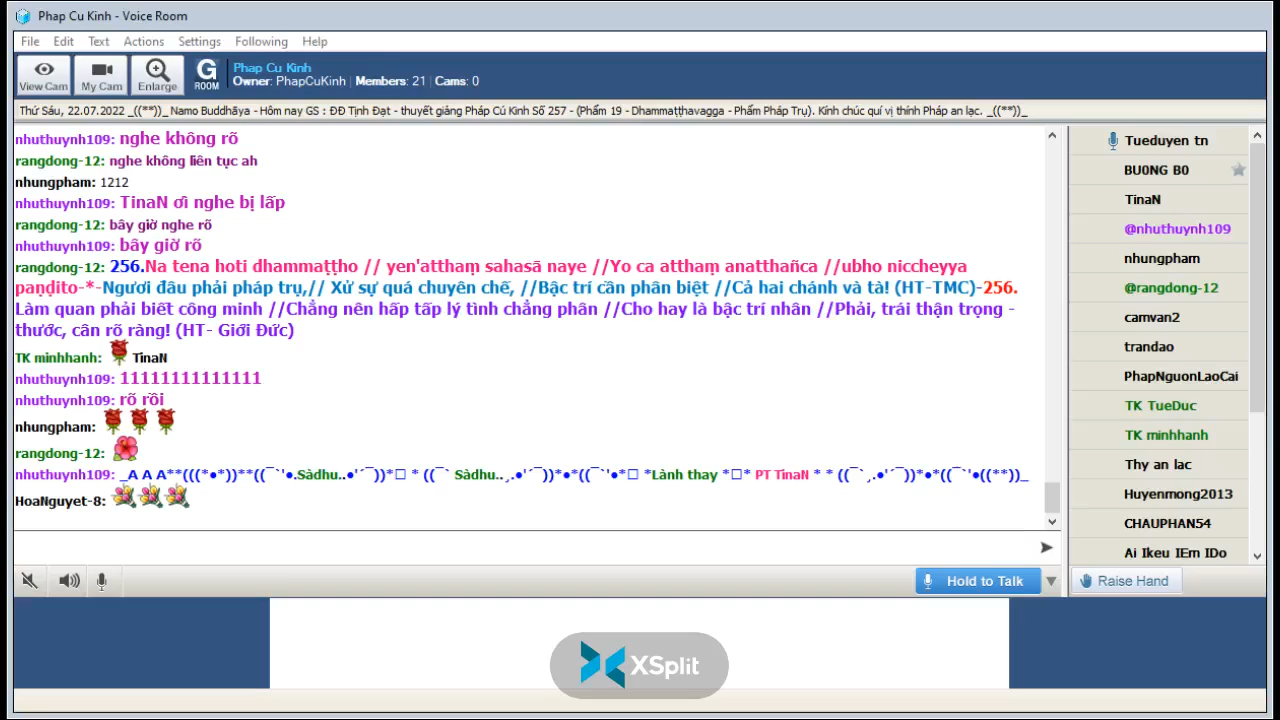 Phap Cu Kinh - Voice Room
File Edit Text Actions Settings Following Help
View Cam My Cam Enlarge G ROOM
Phap Cu Kinh
Owner: PhapCuKinh | Members: 21 | Cams: 0
Thứ Sáu, 22.07.2022 _((**))_ Namo Buddhāya - Hôm nay GS : ĐĐ Tịnh Đạt - thuyết giảng Pháp Cú Kinh Số 257 - (Phẩm 19 - Dhammaṭṭhavagga - Phẩm Pháp Trụ). Kính chúc quí vị thính Pháp an lạc. _((**))_
nhuthuynh109: nghe không rõ
rangdong-12: nghe không liên tục ah
nhungpham: 1212
nhuthuynh109: TinaN ơi nghe bị lấp
rangdong-12: bây giờ nghe rõ
nhuthuynh109: bây giờ rõ
rangdong-12: 256.Na tena hoti dhammaṭṭho // yen'atthaṃ sahasā naye //Yo ca atthaṃ anatthañca //ubho niccheyya
paṇḍito-*-Ngươi đâu phải pháp trụ,// Xử sự quá chuyên chế, //Bậc trí cần phân biệt //Cả hai chánh và tà! (HT-TMC)-256.
Làm quan phải biết công minh //Chẳng nên hấp tấp lý tình chẳng phân //Cho hay là bậc trí nhân //Phải, trái thận trọng -
thước, cân rõ ràng! (HT- Giới Đức)
TK minhhanh: TinaN
nhuthuynh109: 11111111111111
nhuthuynh109: rõ rồi
nhungpham:
rangdong-12:
nhuthuynh109: _A A A**(((*●*))**((¯`'●.Sàdhu..●'´¯))*□ * ((¯` Sàdhu..¸.●'´¯))*●*((¯`'●*□ *Lành thay *□* PT TinaN * * ((¯`¸.●'´¯))*●*((¯`'●((**))_
HoaNguyet-8:
Hold to Talk
Tueduyen tn
BU0NG B0
TinaN
@nhuthuynh109
nhungpham
@rangdong-12
camvan2
trandao
PhapNguonLaoCai
TK TueDuc
TK minhhanh
Thy an lac
Huyenmong2013
CHAUPHAN54
Ai Ikeu IEm IDo
Raise Hand
XSplit